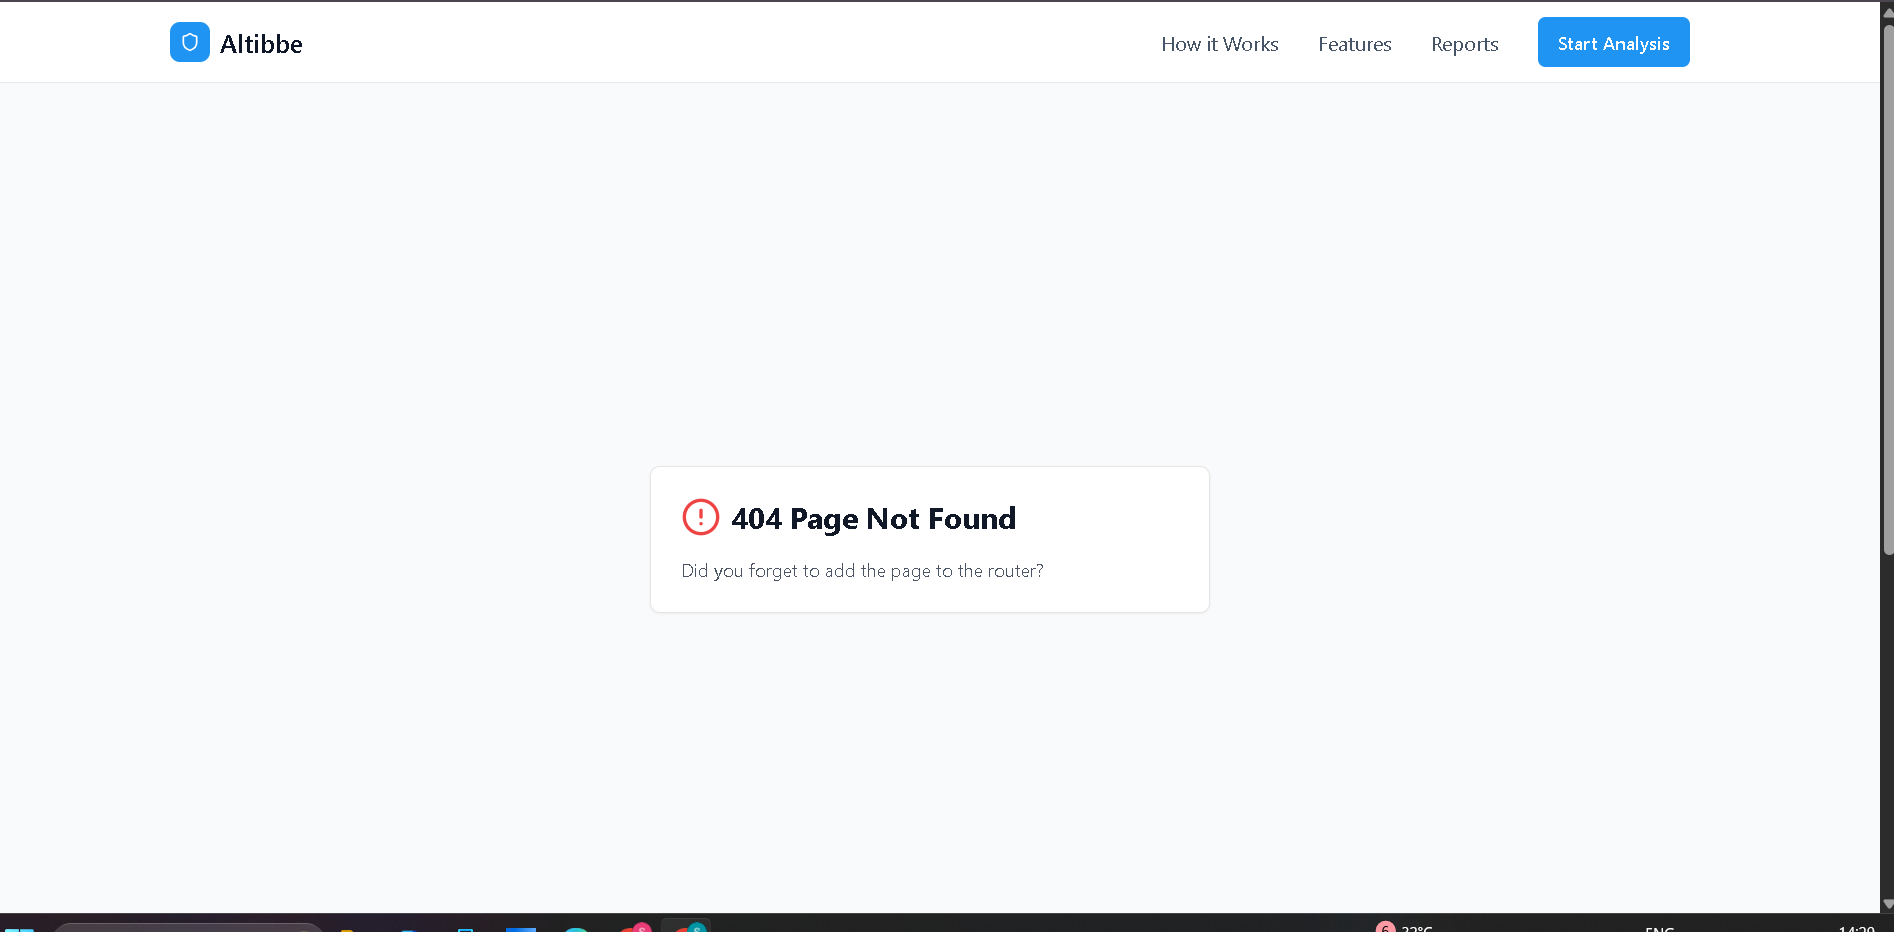 Altibbe
How it Works
Features
Reports
Start Analysis
404 Page Not Found
Did you forget to add the page to the router?